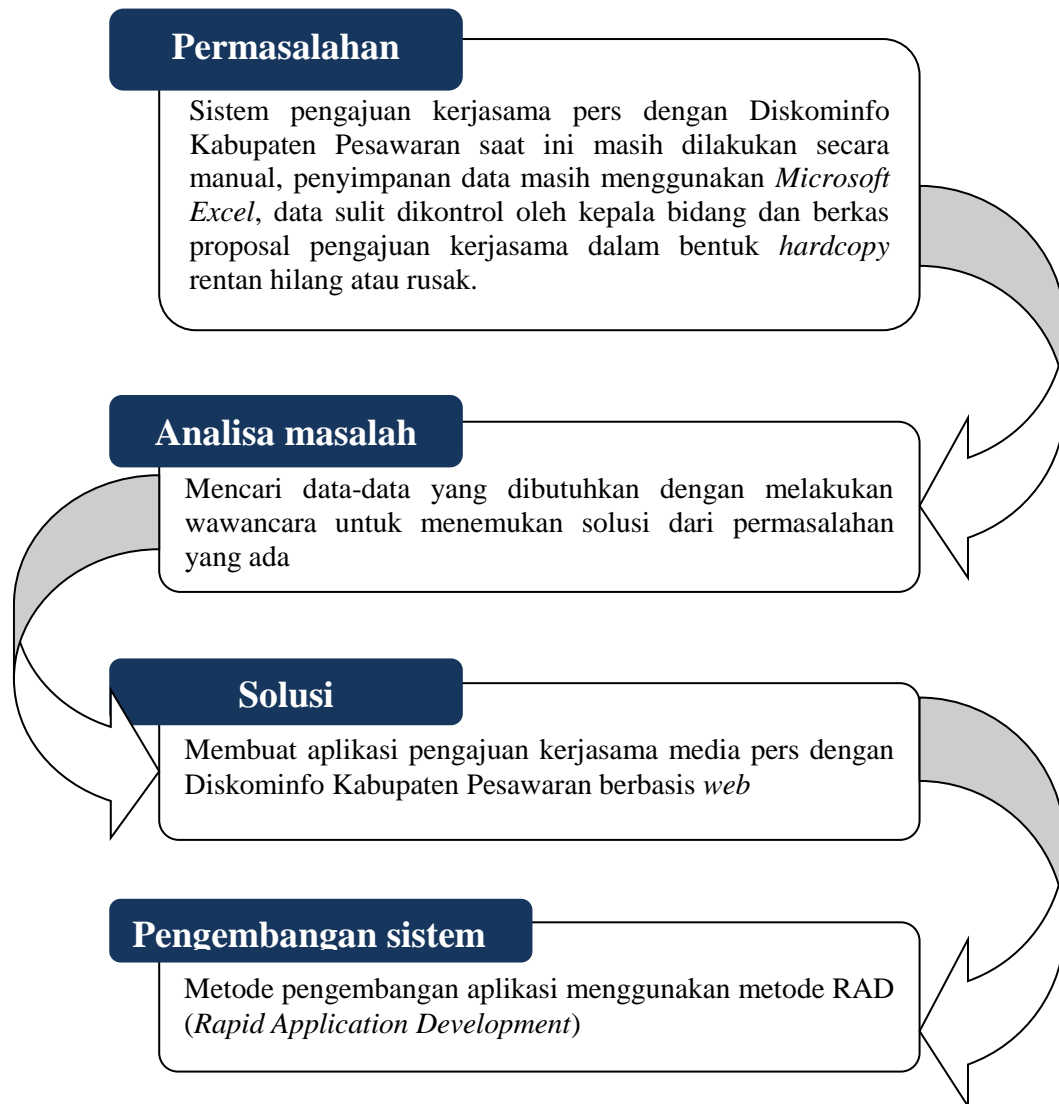 Permasalahan
Sistem pengajuan kerjasama pers dengan Diskominfo
Kabupaten Pesawaran saat ini masih dilakukan secara
manual, penyimpanan data masih menggunakan Microsoft
Excel, data sulit dikontrol oleh kepala bidang dan berkas
proposal pengajuan kerjasama dalam bentuk hardcopy
rentan hilang atau rusak.
Analisa masalah
Mencari data-data yang dibutuhkan dengan melakukan
wawancara untuk menemukan solusi dari permasalahan
yang ada
Solusi
Membuat aplikasi pengajuan kerjasama media pers dengan
Diskominfo Kabupaten Pesawaran berbasis web
Pengembangan sistem
Metode pengembangan aplikasi menggunakan metode RAD
(Rapid Application Development)